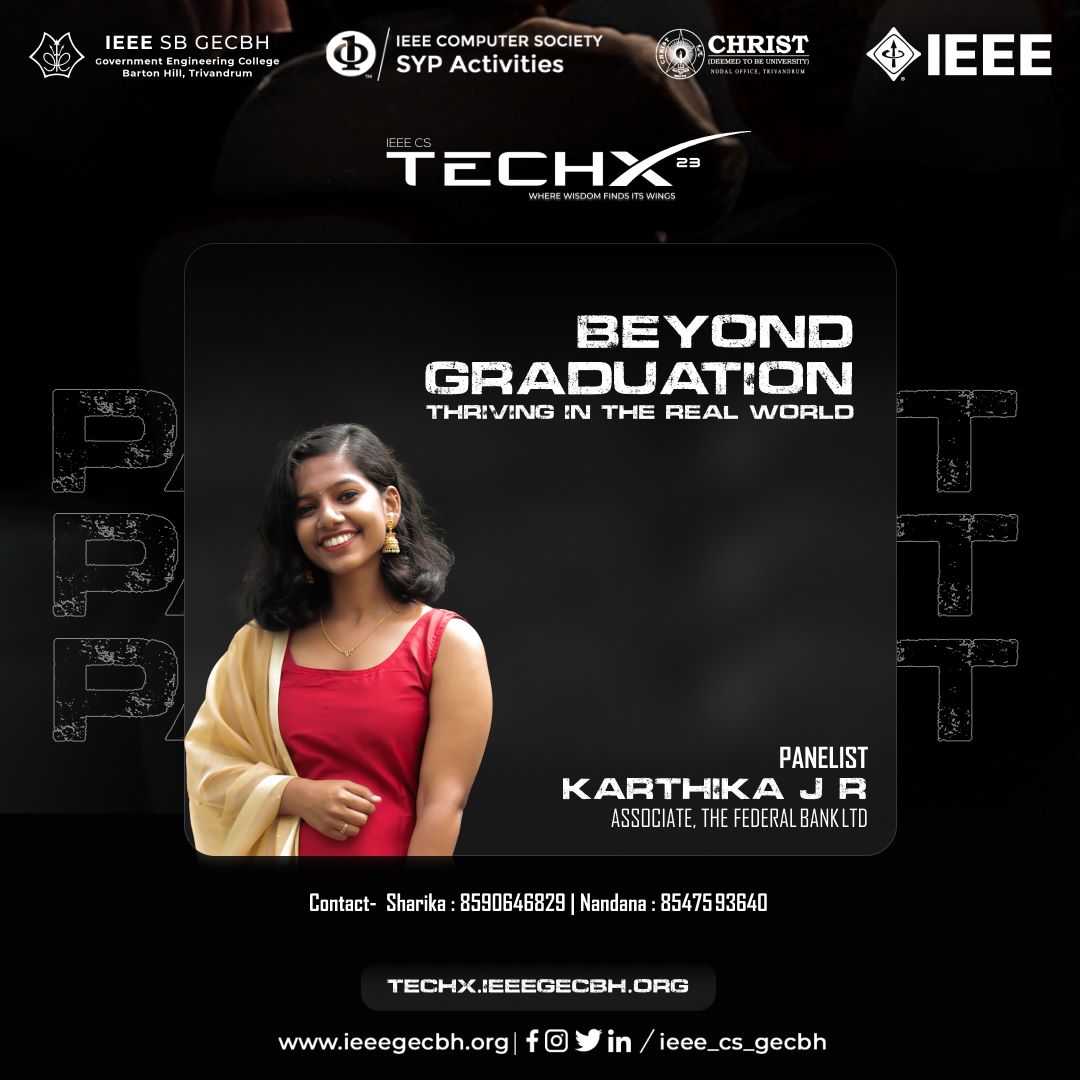 IEEE SB GECBH
Government Engineering College
Barton Hill, Trivandrum
IEEE COMPUTER SOCIETY
SYP Activities
CHRIST
(DEEMED TO BE UNIVERSITY)
NODAL OFFICE, TRIVANDRUM
IEEE
IEEE CS
TECHX 23
WHERE WISDOM FINDS ITS WINGS
BEYOND
GRADUATION
THRIVING IN THE REAL WORLD
PANELIST
KARTHIKA J R
ASSOCIATE, THE FEDERAL BANK LTD
Contact- Sharika : 8590646829 | Nandana : 8547593640
TECHX.IEEEGECBH.ORG
www.ieeegecbh.org| / ieee_cs_gecbh